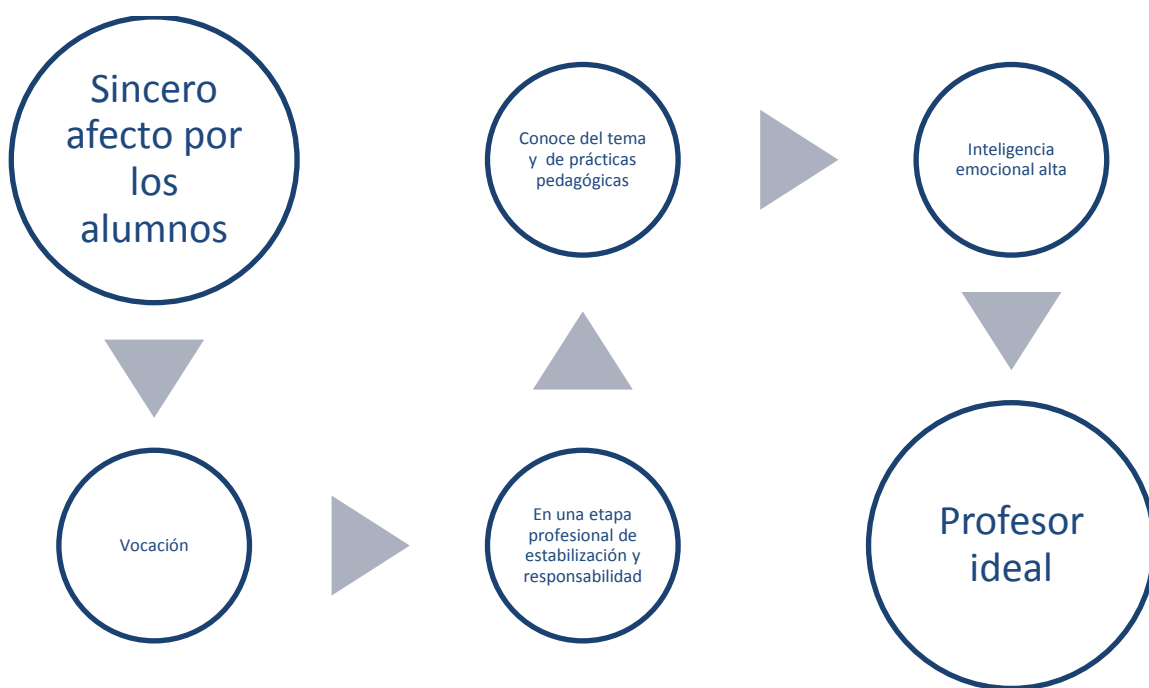 Sincero
afecto por
los
alumnos
Vocación
En una etapa
profesional de
estabilización y
responsabilidad
Conoce del tema
y de prácticas
pedagógicas
Inteligencia
emocional alta
Profesor
ideal